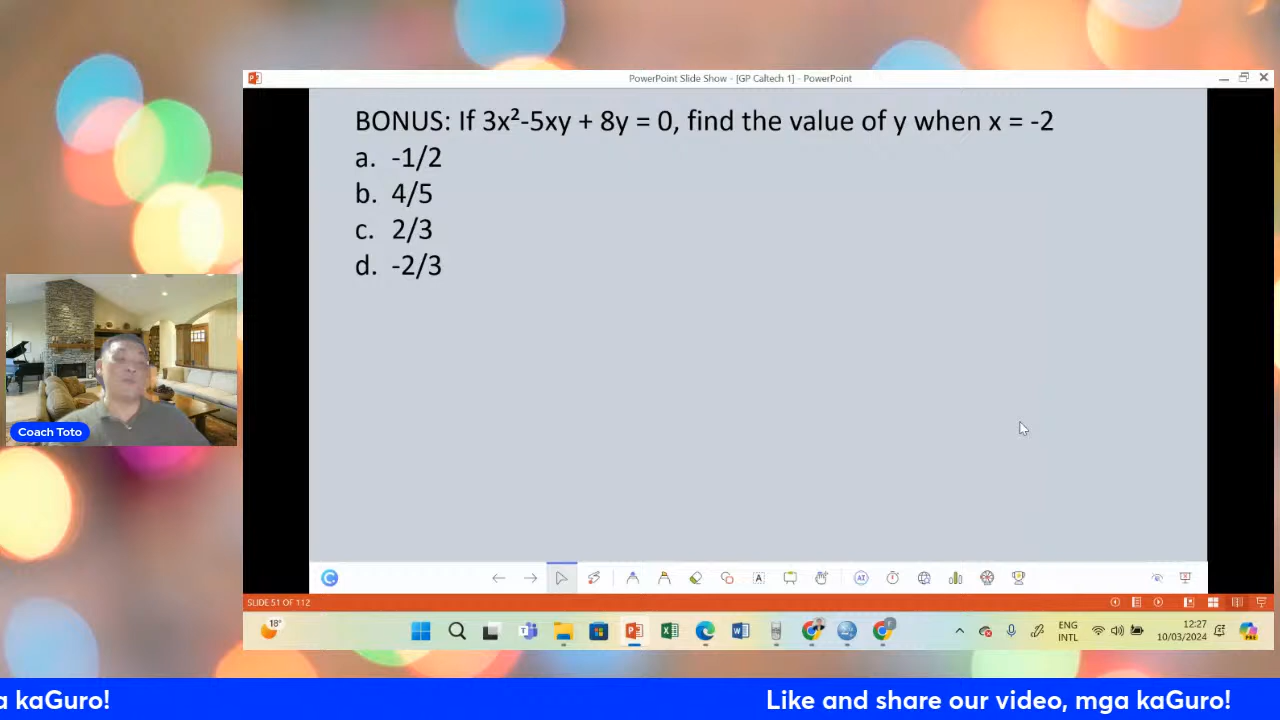 PowerPoint Slide Show - [GP Caltech 1] - PowerPoint
BONUS: If 3x²-5xy + 8y = 0, find the value of y when x = -2
a. -1/2
b. 4/5
c. 2/3
d. -2/3
Coach Toto
A
AI
SLIDE 51 OF 112
18°
ENG
INTL
12:27
10/03/2024
a kaGuro!
Like and share our video, mga kaGuro!